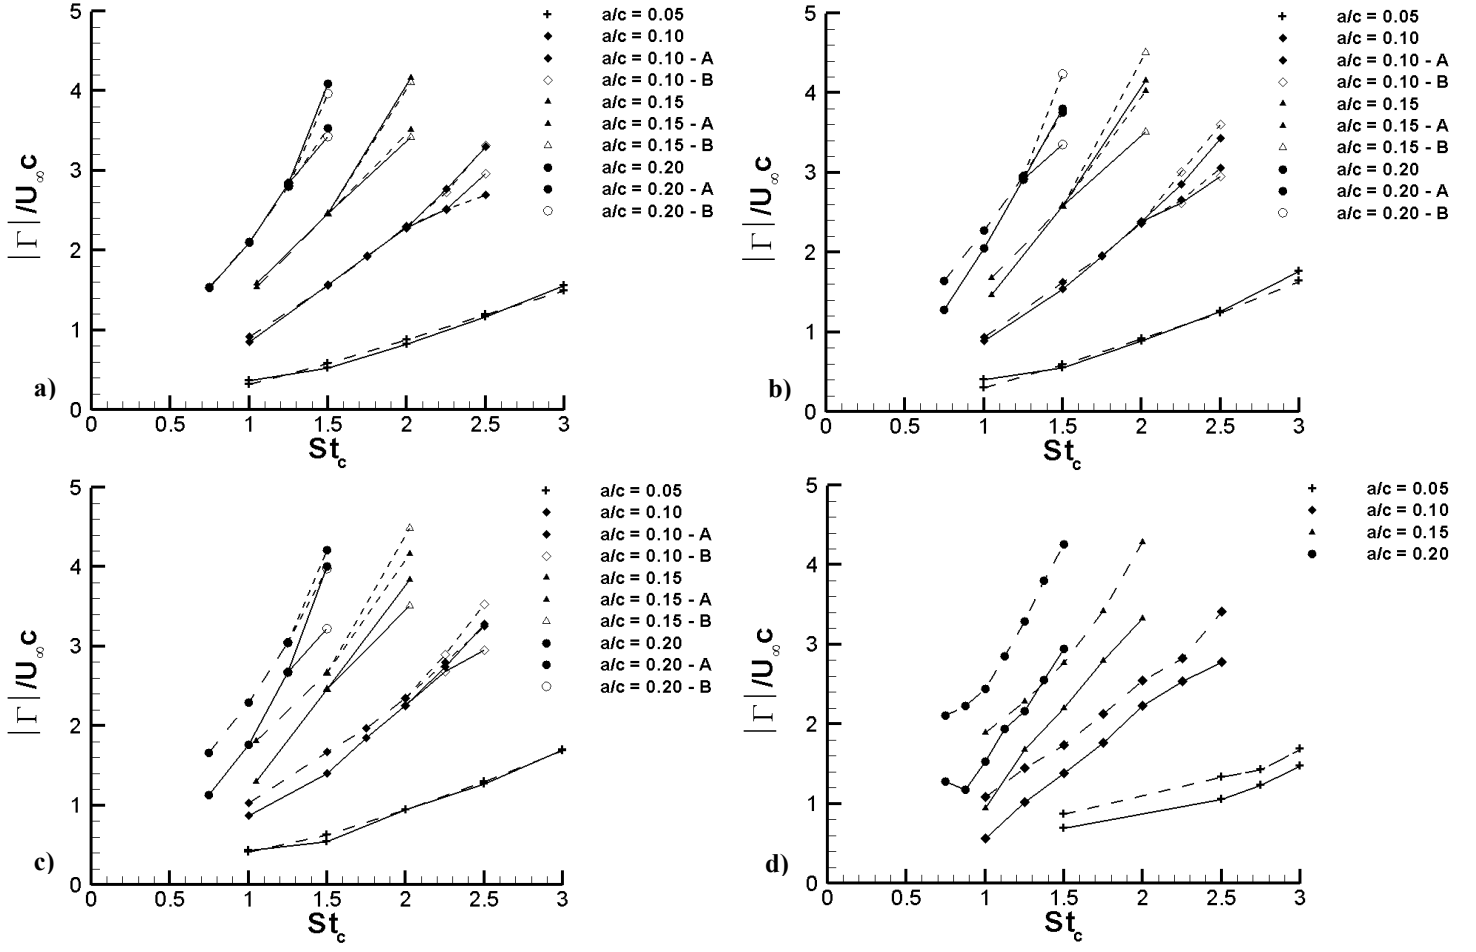 5
4
3
2
1
0
|Γ|/U∞c
0 0.5 1 1.5 2 2.5 3
St_c
a)
a/c = 0.05
a/c = 0.10
a/c = 0.10 - A
a/c = 0.10 - B
a/c = 0.15
a/c = 0.15 - A
a/c = 0.15 - B
a/c = 0.20
a/c = 0.20 - A
a/c = 0.20 - B
5
4
3
2
1
0
|Γ|/U∞c
0 0.5 1 1.5 2 2.5 3
St_c
b)
a/c = 0.05
a/c = 0.10
a/c = 0.10 - A
a/c = 0.10 - B
a/c = 0.15
a/c = 0.15 - A
a/c = 0.15 - B
a/c = 0.20
a/c = 0.20 - A
a/c = 0.20 - B
5
4
3
2
1
0
|Γ|/U∞c
0 0.5 1 1.5 2 2.5 3
St_c
c)
a/c = 0.05
a/c = 0.10
a/c = 0.10 - A
a/c = 0.10 - B
a/c = 0.15
a/c = 0.15 - A
a/c = 0.15 - B
a/c = 0.20
a/c = 0.20 - A
a/c = 0.20 - B
5
4
3
2
1
0
|Γ|/U∞c
0 0.5 1 1.5 2 2.5 3
St_c
d)
a/c = 0.05
a/c = 0.10
a/c = 0.15
a/c = 0.20